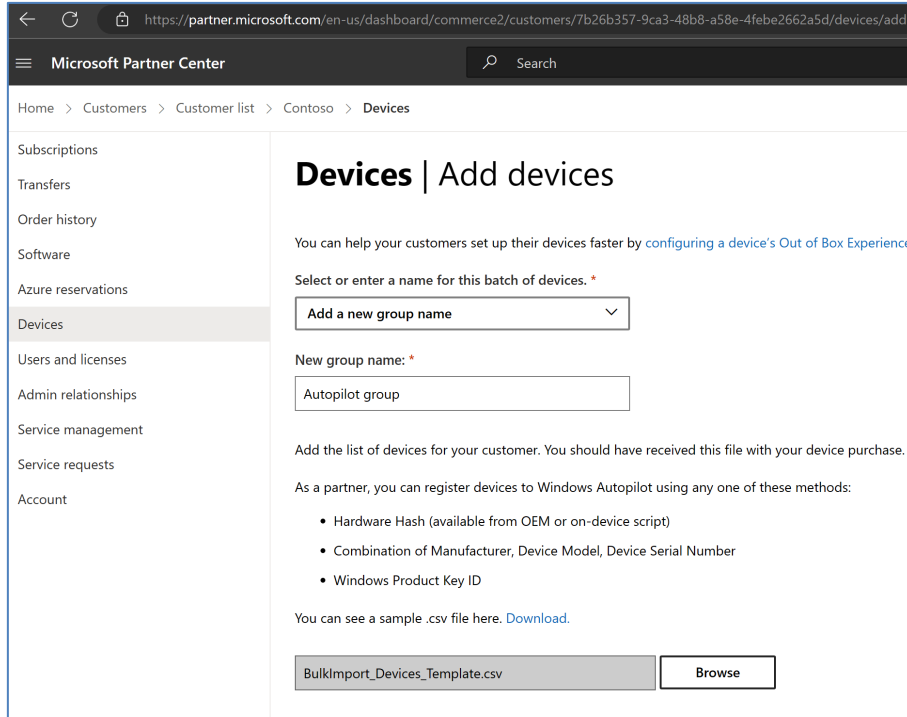 https://partner.microsoft.com/en-us/dashboard/commerce2/customers/7b26b357-9ca3-48b8-a58e-4febe2662a5d/devices/add
Microsoft Partner Center
Search
Home > Customers > Customer list > Contoso > Devices
Subscriptions
Transfers
Order history
Software
Azure reservations
Devices
Users and licenses
Admin relationships
Service management
Service requests
Account
Devices | Add devices
You can help your customers set up their devices faster by configuring a device's Out of Box Experience
Select or enter a name for this batch of devices. *
Add a new group name
New group name: *
Autopilot group
Add the list of devices for your customer. You should have received this file with your device purchase.
As a partner, you can register devices to Windows Autopilot using any one of these methods:
• Hardware Hash (available from OEM or on-device script)
• Combination of Manufacturer, Device Model, Device Serial Number
• Windows Product Key ID
You can see a sample .csv file here. Download.
BulkImport_Devices_Template.csv
Browse